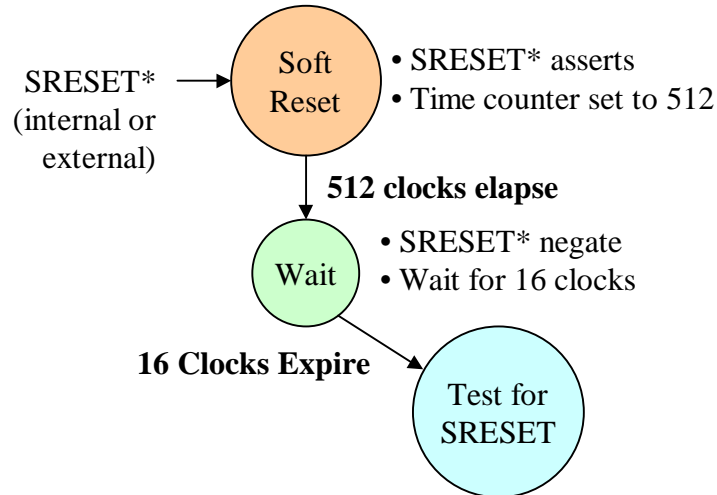 SRESET*
(internal or
external)
Soft
Reset
• SRESET* asserts
• Time counter set to 512
512 clocks elapse
Wait
• SRESET* negate
• Wait for 16 clocks
16 Clocks Expire
Test for
SRESET